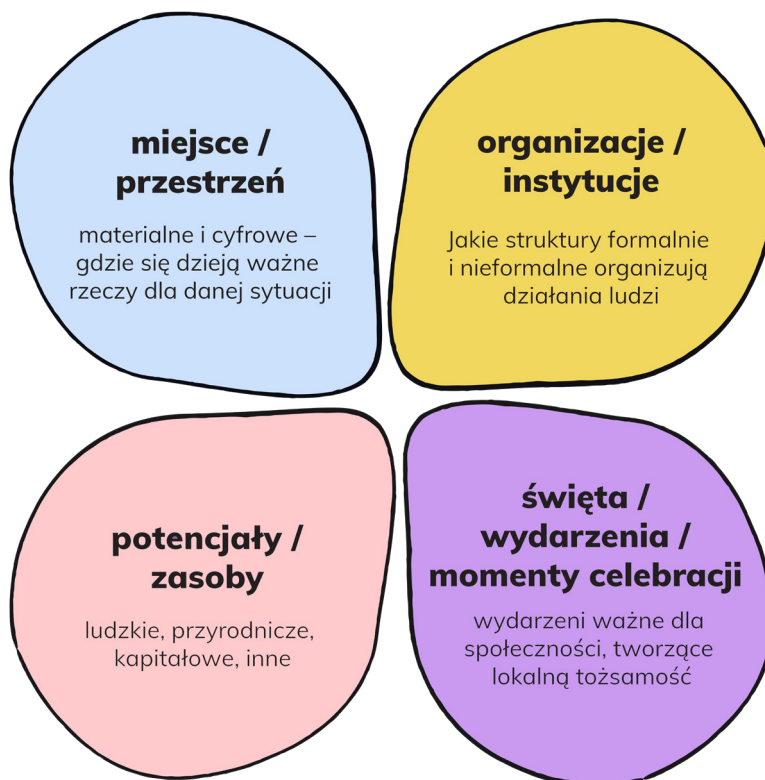 miejsce /
przestrzeń
materialne i cyfrowe –
gdzie się dzieją ważne
rzeczy dla danej sytuacji
organizacje /
instytucje
Jakie struktury formalnie
i nieformalne organizują
działania ludzi
potencjały /
zasoby
ludzkie, przyrodnicze,
kapitałowe, inne
święta /
wydarzenia /
momenty celebracji
wydarzeni ważne dla
społeczności, tworzące
lokalną tożsamość